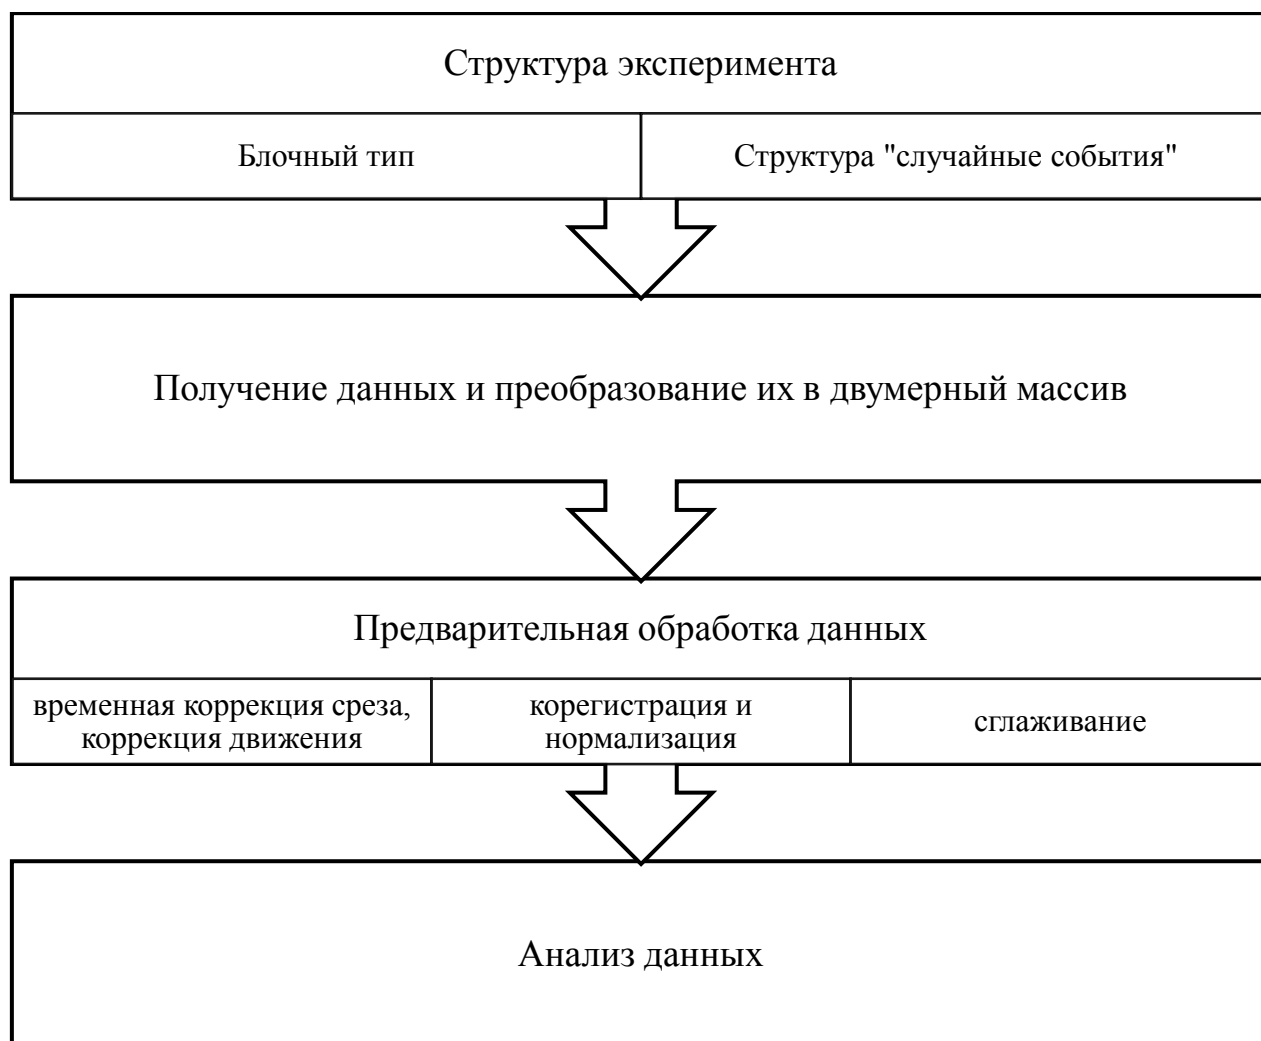 Структура эксперимента
Блочный тип
Структура "случайные события"
Получение данных и преобразование их в двумерный массив
Предварительная обработка данных
временная коррекция среза,
коррекция движения
корегистрация и
нормализация
сглаживание
Анализ данных